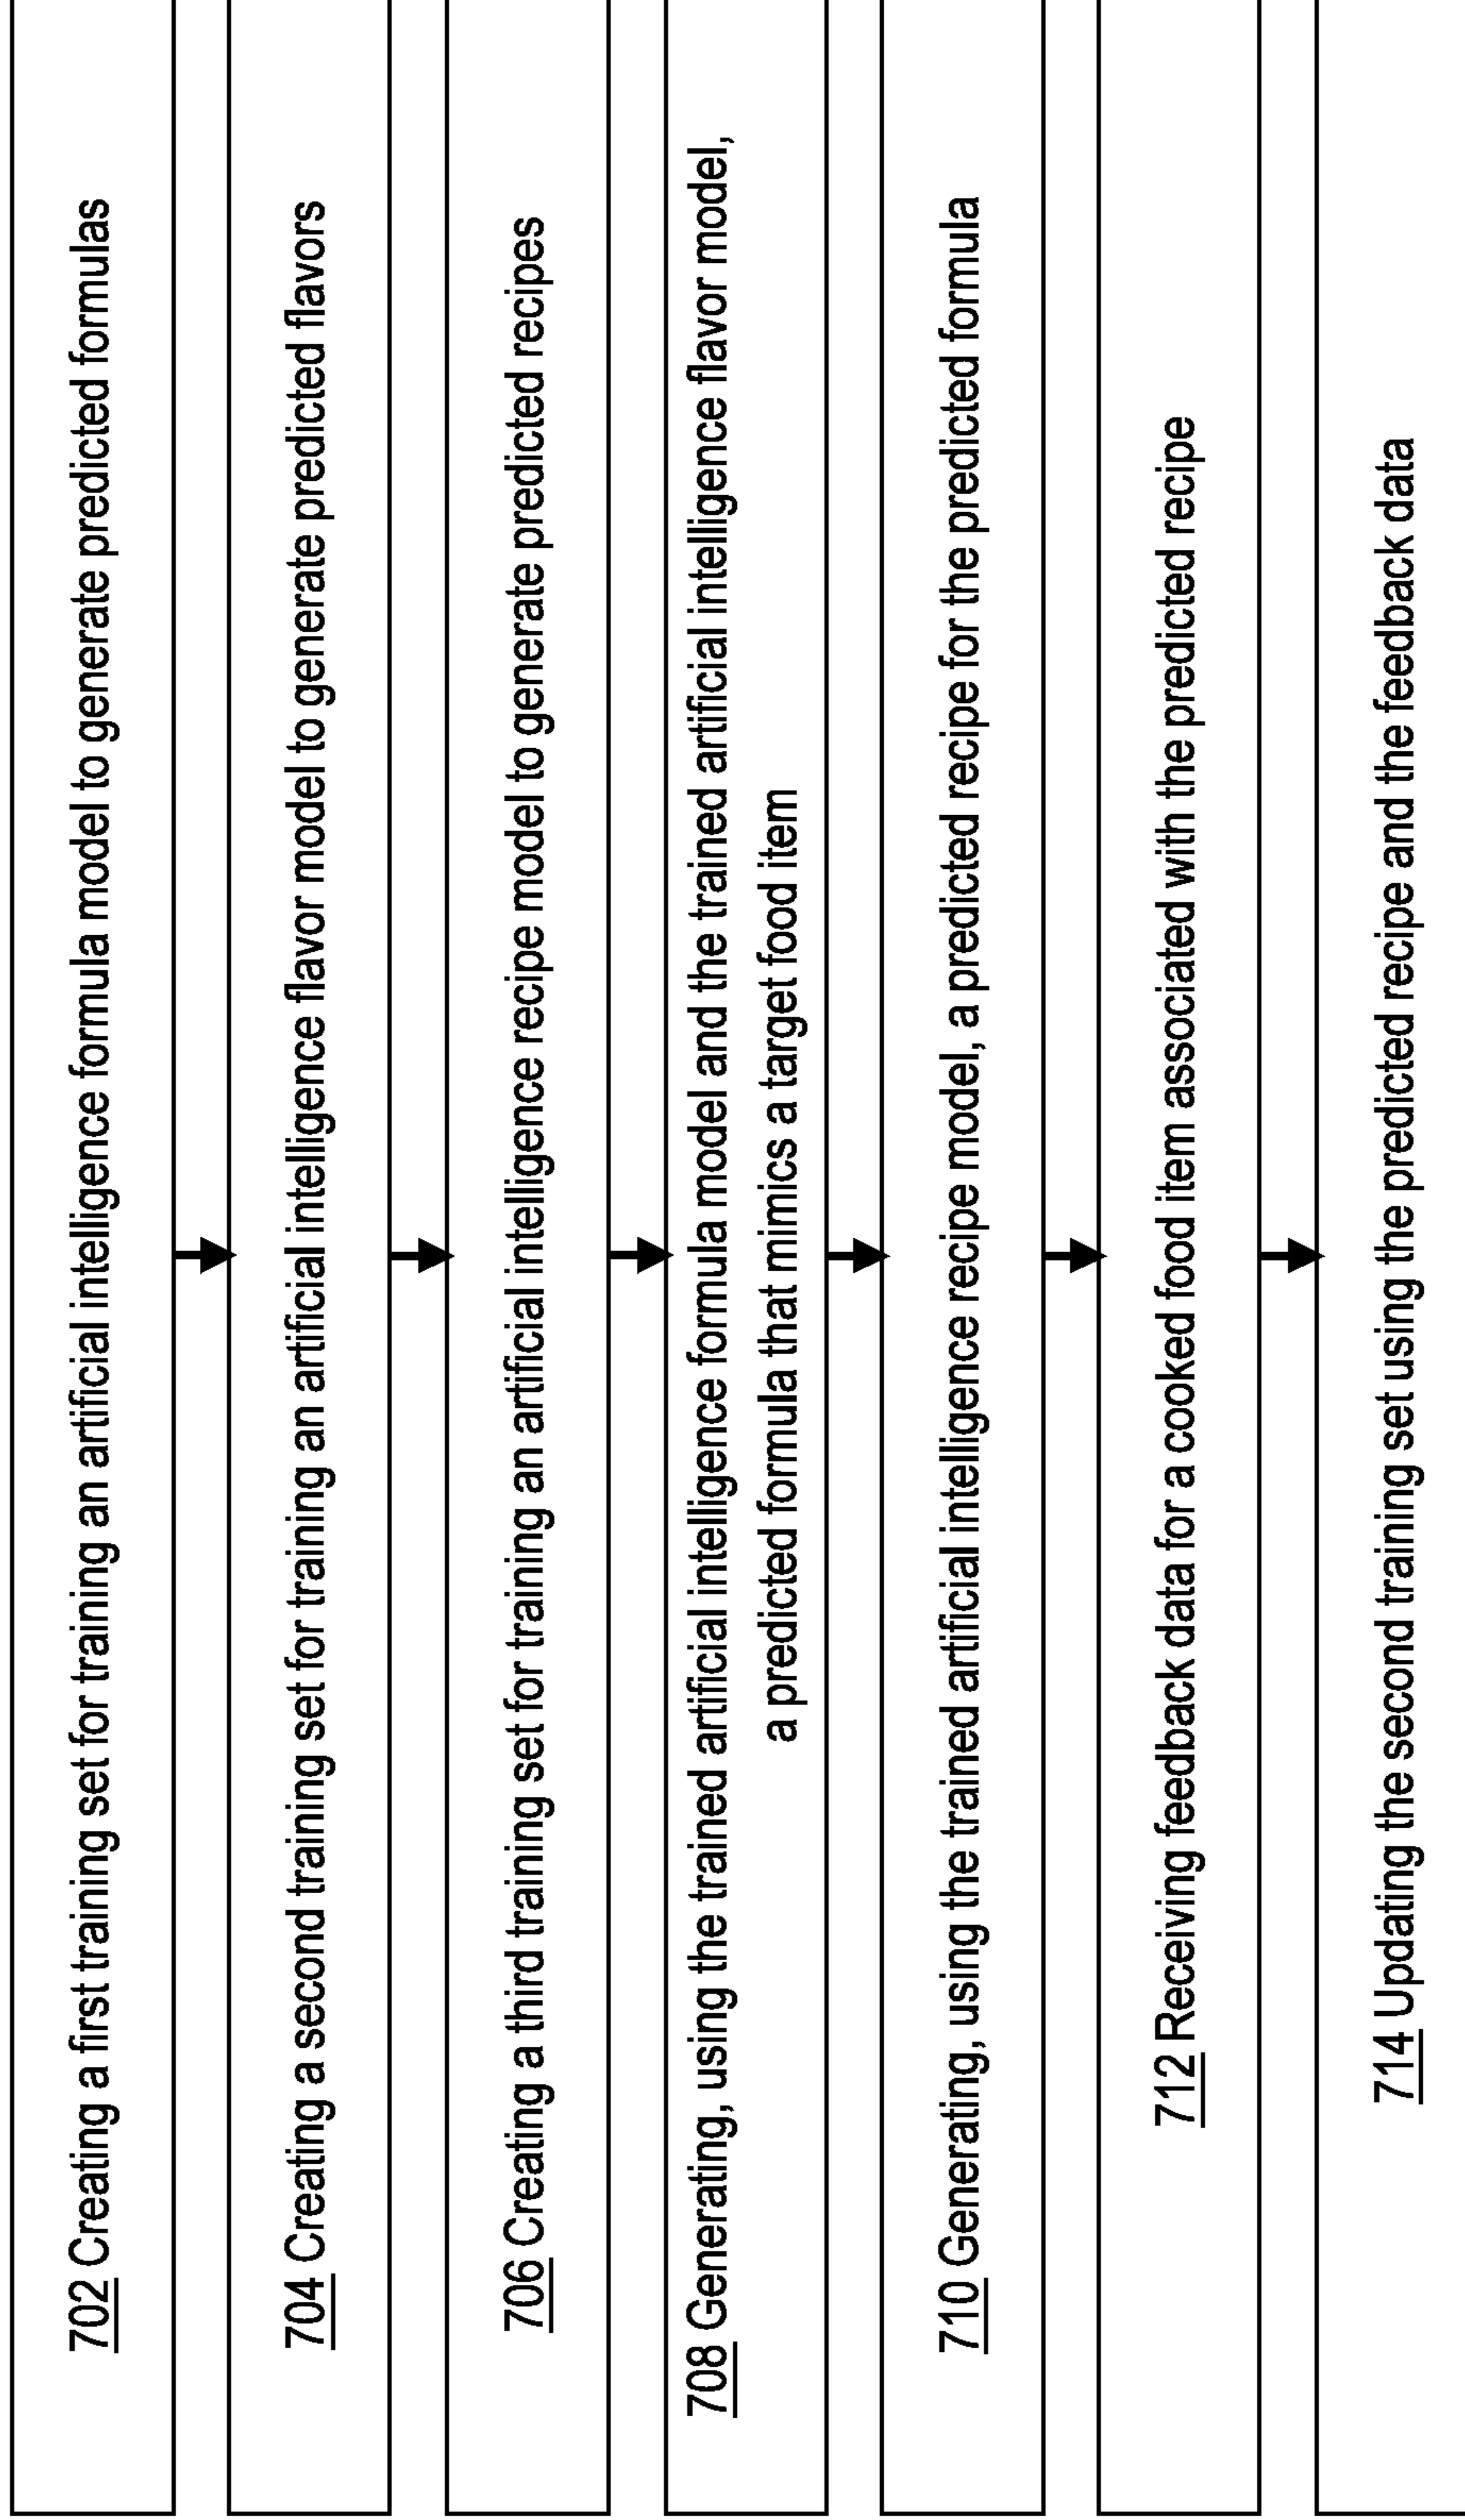 702 Creating a first training set for training an artificial intelligence formula model to generate predicted formulas
704 Creating a second training set for training an artificial intelligence flavor model to generate predicted flavors
706 Creating a third training set for training an artificial intelligence recipe model to generate predicted recipes
708 Generating, using the trained artificial intelligence formula model and the trained artificial intelligence flavor model,
a predicted formula that mimics a target food item
710 Generating, using the trained artificial intelligence recipe model, a predicted recipe for the predicted formula
712 Receiving feedback data for a cooked food item associated with the predicted recipe
714 Updating the second training set using the predicted recipe and the feedback data